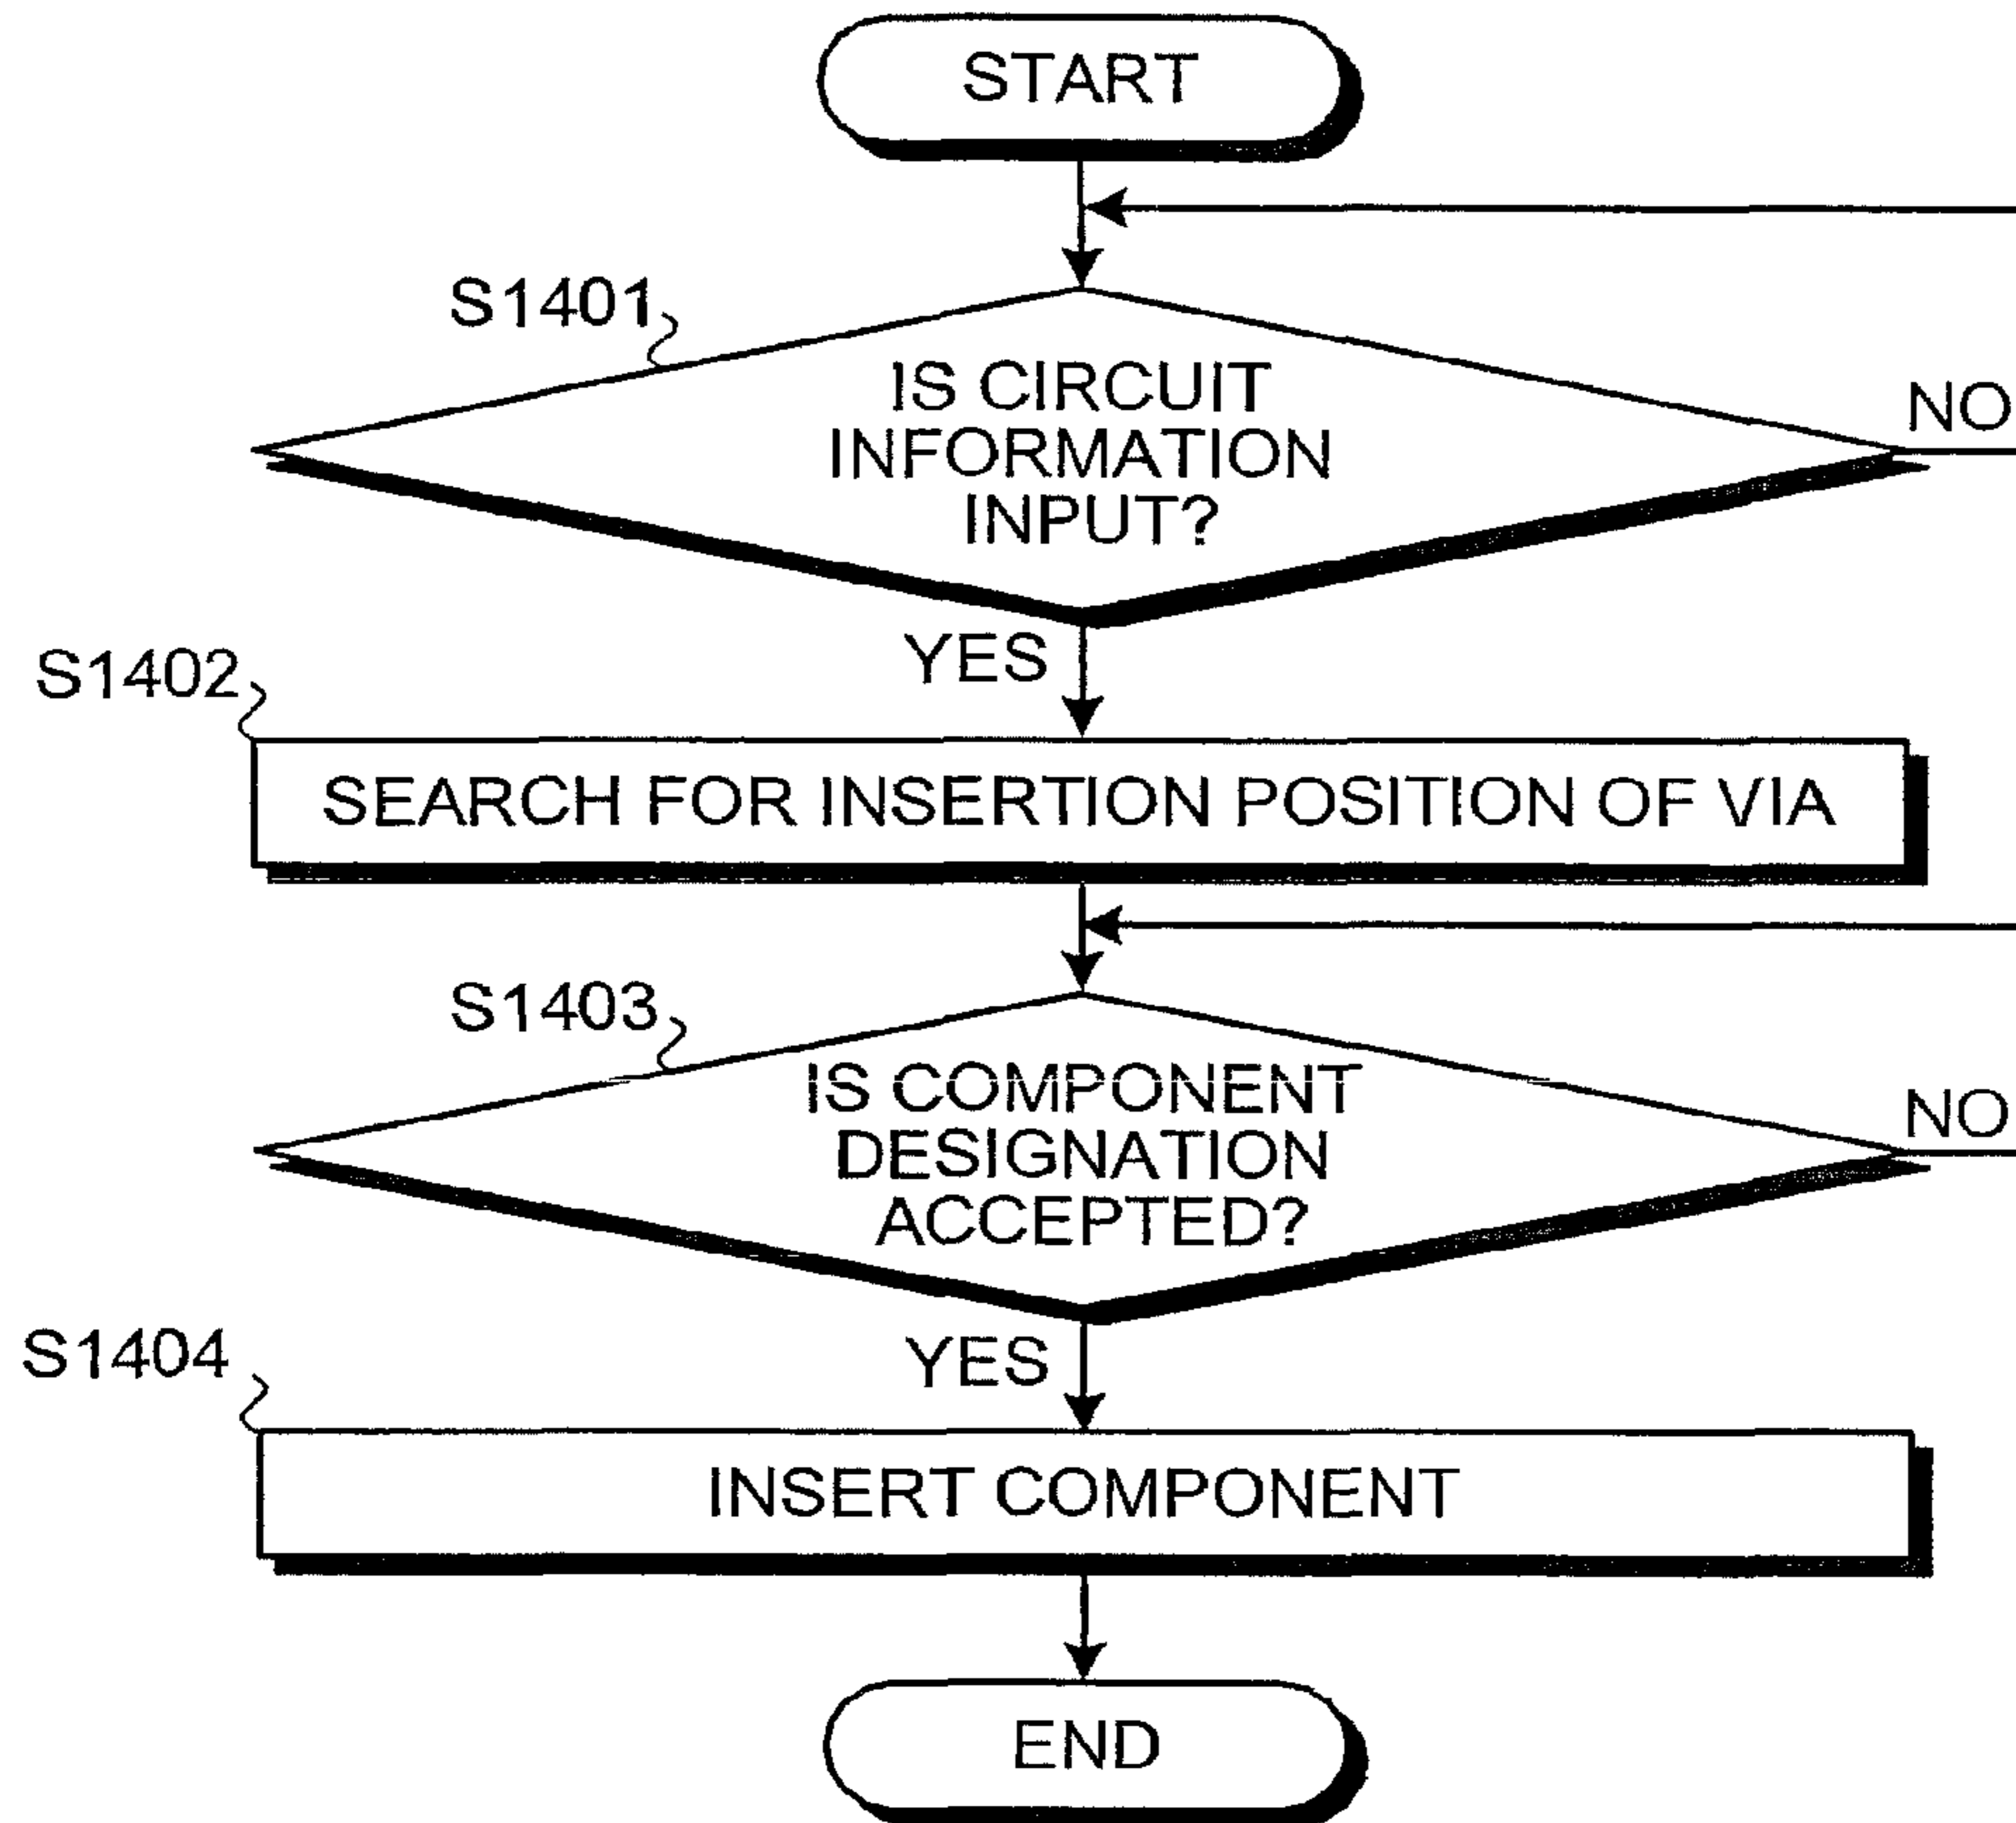 START
S1401
IS CIRCUIT
INFORMATION
INPUT?
NO
YES
S1402
SEARCH FOR INSERTION POSITION OF VIA
S1403
IS COMPONENT
DESIGNATION
ACCEPTED?
NO
YES
S1404
INSERT COMPONENT
END